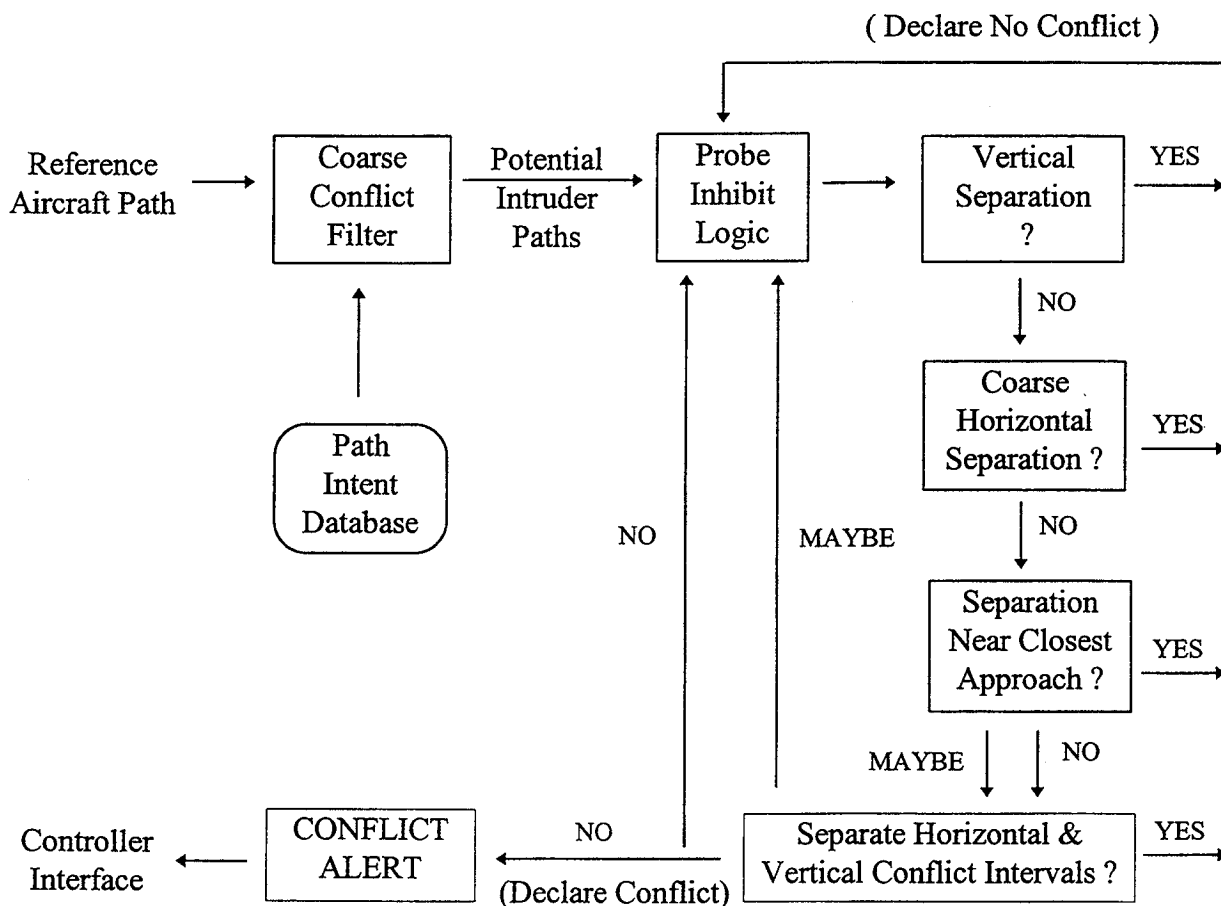 ( Declare No Conflict )
Reference
Aircraft Path
Coarse
Conflict
Filter
Potential
Intruder
Paths
Probe
Inhibit
Logic
Vertical
Separation
?
YES
NO
Coarse
Horizontal
Separation ?
YES
Path
Intent
Database
NO
MAYBE
NO
Separation
Near Closest
Approach ?
YES
MAYBE
NO
Controller
Interface
CONFLICT
ALERT
NO
(Declare Conflict)
Separate Horizontal &
Vertical Conflict Intervals ?
YES